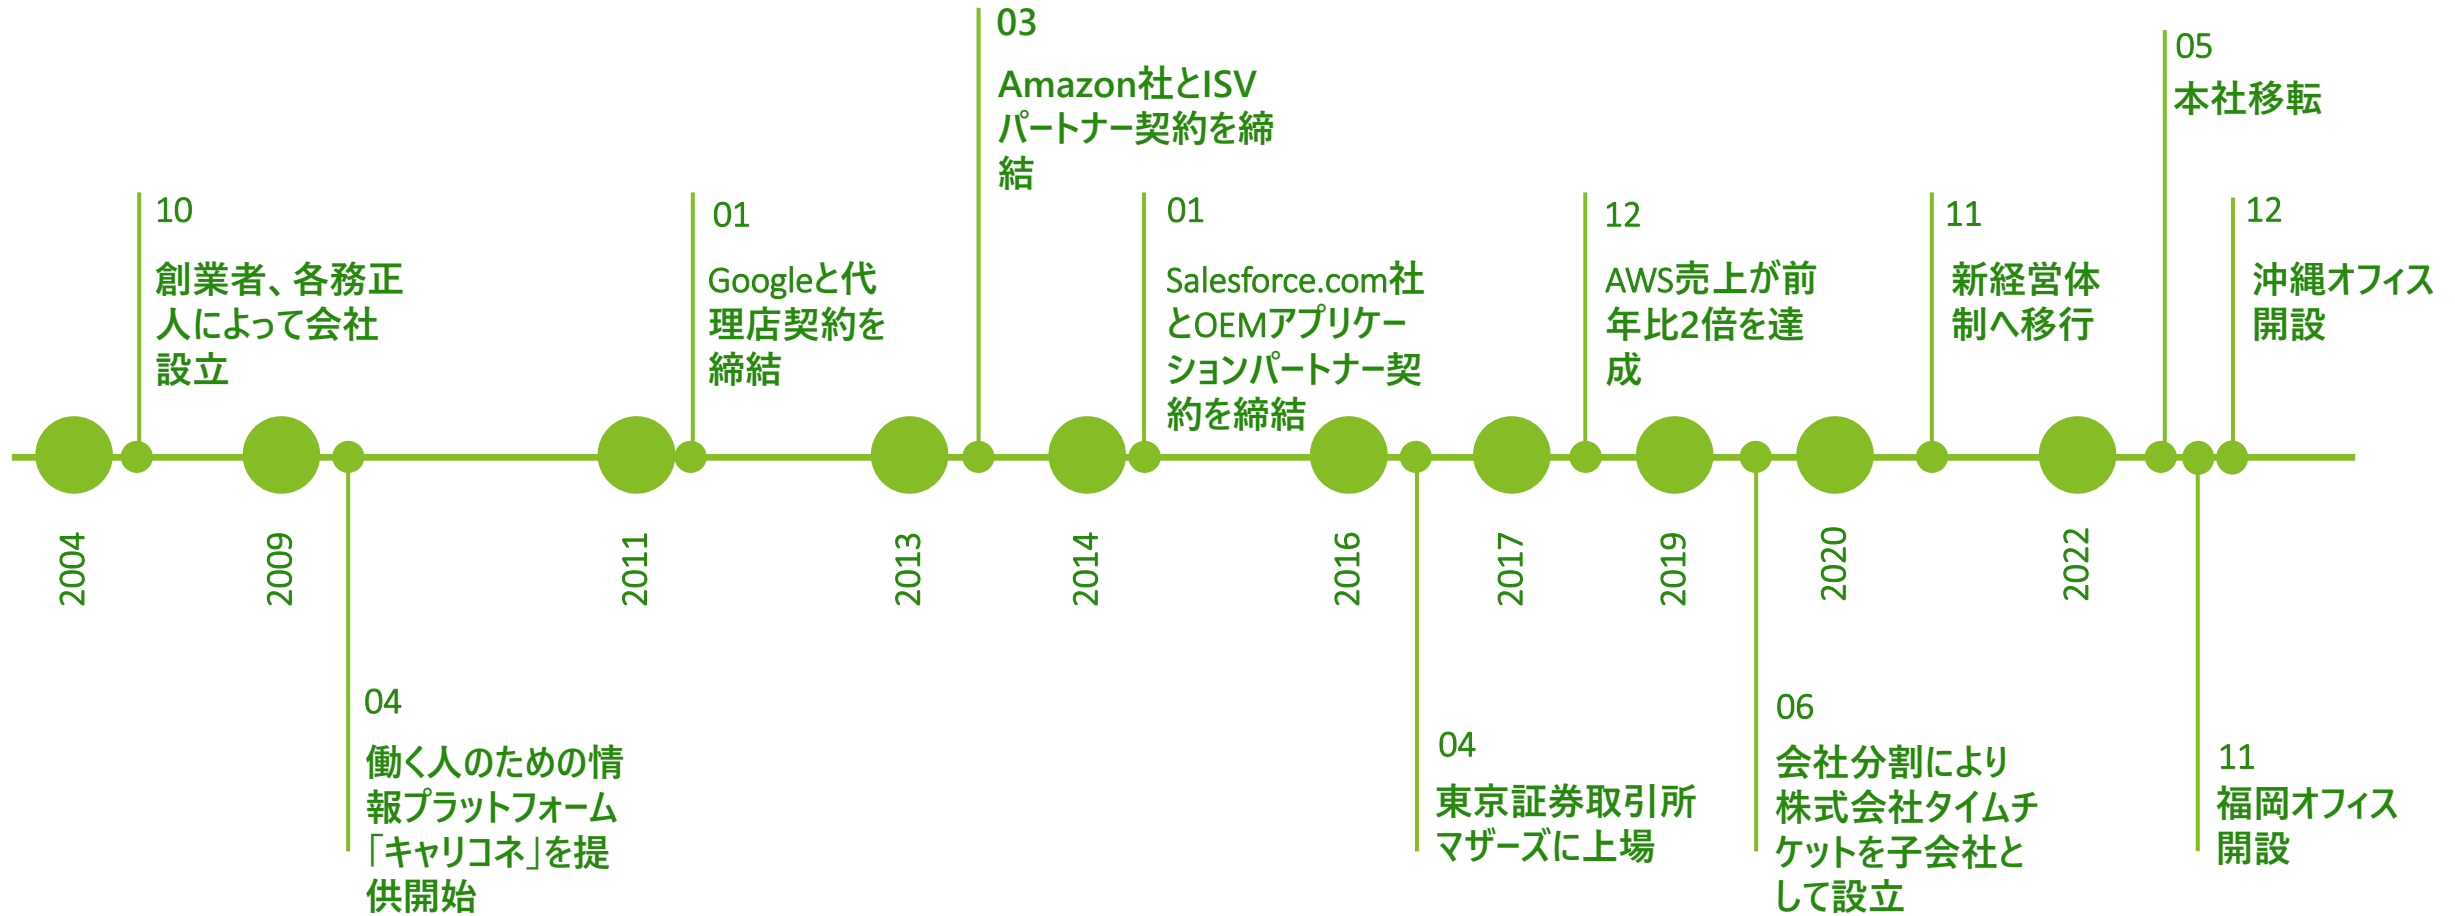 2004
10
創業者、各務正
人によって会社
設立
2009
04
働く人のための情
報プラットフォーム
「キャリコネ」を提
供開始
2011
01
Googleと代
理店契約を
締結
2013
03
Amazon社とISV
パートナー契約を締
結
2014
01
Salesforce.com社
とOEMアプリケー
ションパートナー契
約を締結
2016
04
東京証券取引所
マザーズに上場
2017
12
AWS売上が前
年比2倍を達
成
2019
06
会社分割により
株式会社タイムチ
ケットを子会社と
して設立
2020
11
新経営体
制へ移行
2022
05
本社移転
11
福岡オフィス
開設
12
沖縄オフィス
開設